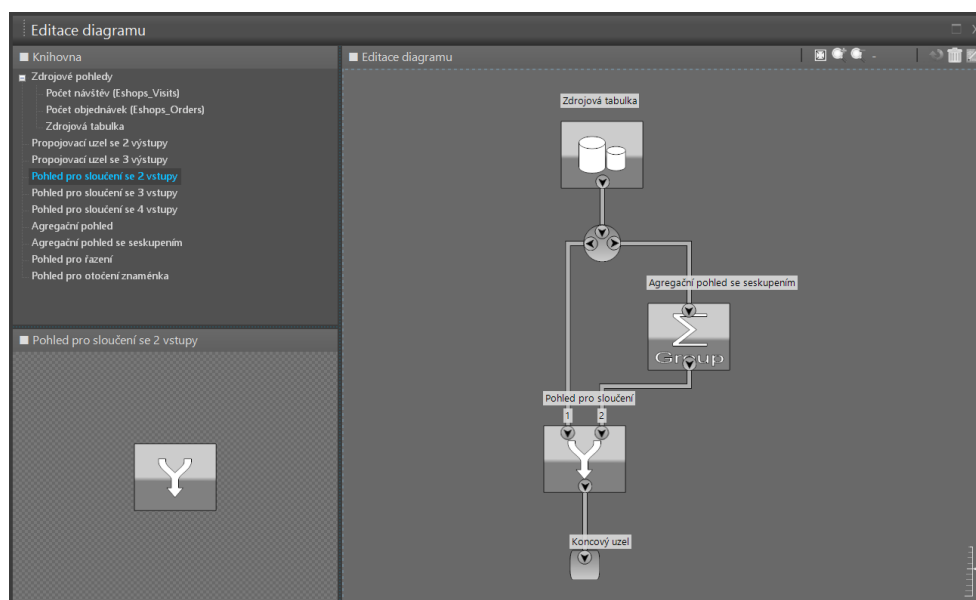 Editace diagramu
Knihovna
Zdrojové pohledy
Počet návštěv (Eshops_Visits)
Počet objednávek (Eshops_Orders)
Zdrojová tabulka
Propojovací uzel se 2 výstupy
Propojovací uzel se 3 výstupy
Pohled pro sloučení se 2 vstupy
Pohled pro sloučení se 3 vstupy
Pohled pro sloučení se 4 vstupy
Agregační pohled
Agregační pohled se seskupením
Pohled pro řazení
Pohled pro otočení znaménka
Pohled pro sloučení se 2 vstupy
Editace diagramu
Zdrojová tabulka
Agregační pohled se seskupením
Group
Pohled pro sloučení
1 2
Koncový uzel